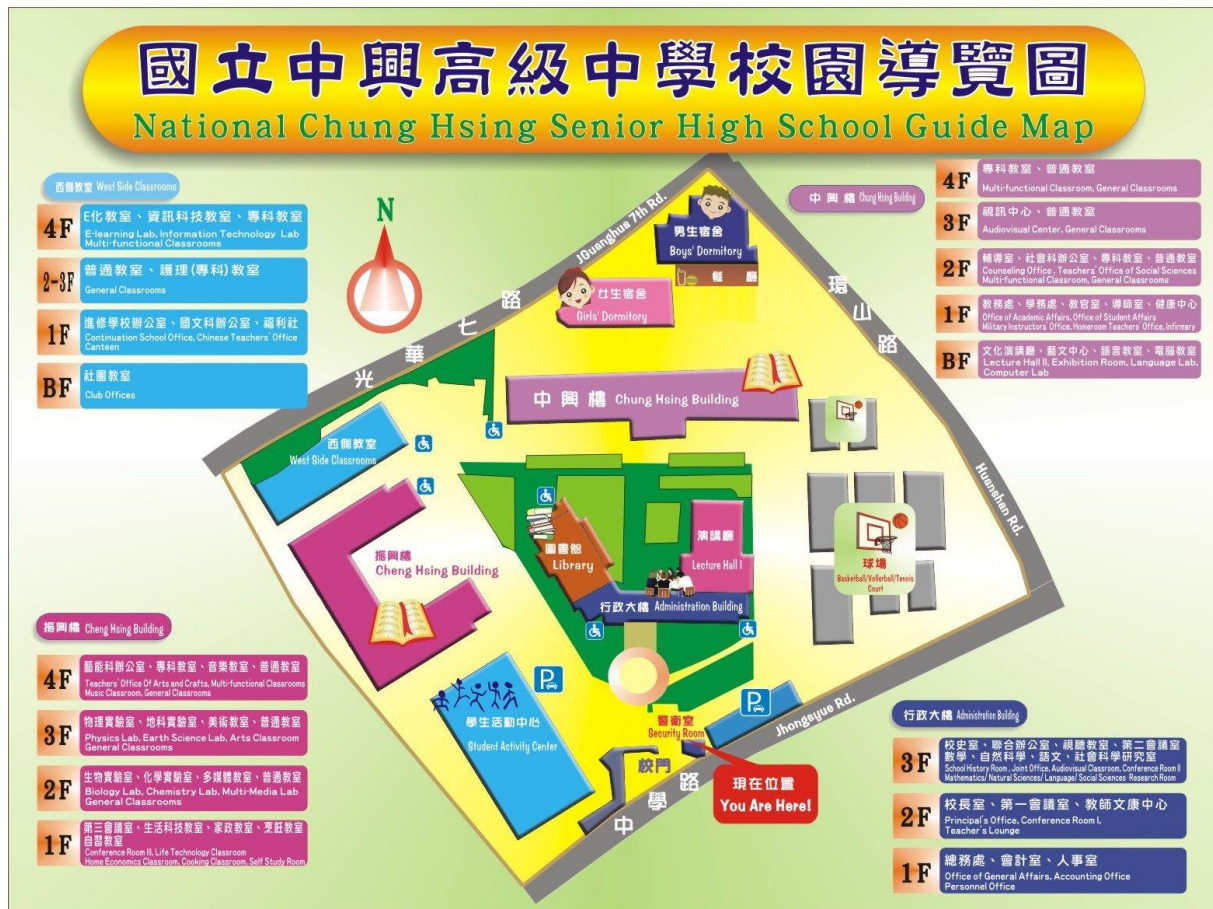 國立中興高級中學校園導覽圖
National Chung Hsing Senior High School Guide Map
西側教室 West Side Classrooms
4F
E化教室、資訊科技教室、專科教室
E-learning Lab, Information Technology Lab
Multi-functional Classrooms
2-3F
普通教室、護理(專科)教室
General Classrooms
1F
進修學校辦公室、國文科辦公室、福利社
Continuation School Office, Chinese Teachers' Office
Canteen
BF
社團教室
Club Offices
N
中興樓 Chung Hsing Building
4F
專科教室、普通教室
Multi-functional Classroom, General Classrooms
3F
視訊中心、普通教室
Audiovisual Center, General Classrooms
2F
輔導室、社會科辦公室、專科教室、普通教室
Counseling Office , Teachers' Office of Social Sciences
Multi-functional Classroom, General Classrooms
1F
教務處、學務處、教官室、導師室、健康中心
Office of Academic Affairs, Office of Student Affairs
Military Instructors' Office, Homeroom Teachers' Office, Infirmary
BF
文化演講廳、藝文中心、語言教室、電腦教室
Lecture Hall II, Exhibition Room, Language Lab,
Computer Lab
光華七路
JGuanghua 7th Rd.
男生宿舍
Boys' Dormitory
餐廳
女生宿舍
Girls' Dormitory
環山路
Huanshan Rd.
中興樓 Chung Hsing Building
西側教室
West Side Classrooms
振興樓
Cheng Hsing Building
圖書館
Library
演講廳
Lecture Hall I
行政大樓 Administration Building
球場
Basketball/Vollerball/Tennis
Court
P
P
學生活動中心
Student Activity Center
警衛室
Security Room
校門
中學路
Jhongsyue Rd.
現在位置
You Are Here!
振興樓 Cheng Hsing Building
4F
藝能科辦公室、專科教室、音樂教室、普通教室
Teachers' Office Of Arts and Crafts, Multi-functional Classrooms
Music Classroom, General Classrooms
3F
物理實驗室、地科實驗室、美術教室、普通教室
Physics Lab, Earth Science Lab, Arts Classroom
General Classrooms
2F
生物實驗室、化學實驗室、多媒體教室、普通教室
Biology Lab, Chemistry Lab, Multi-Media Lab
General Classrooms
1F
第三會議室、生活科技教室、家政教室、烹飪教室
自習教室
Conference Room III, Life Technology Classroom
Home Economics Classroom, Cooking Classroom, Self Study Room
行政大樓 Administration Building
3F
校史室、聯合辦公室、視聽教室、第二會議室
數學、自然科學、語文、社會科學研究室
School History Room , Joint Office, Audiovisual Classroom, Conference Room II
Mathematics/ Natural Sciences/ Language/ Social Sciences Research Room
2F
校長室、第一會議室、教師文康中心
Principal's Office, Conference Room I,
Teacher's Lounge
1F
總務處、會計室、人事室
Office of General Affairs, Accounting Office
Personnel Office